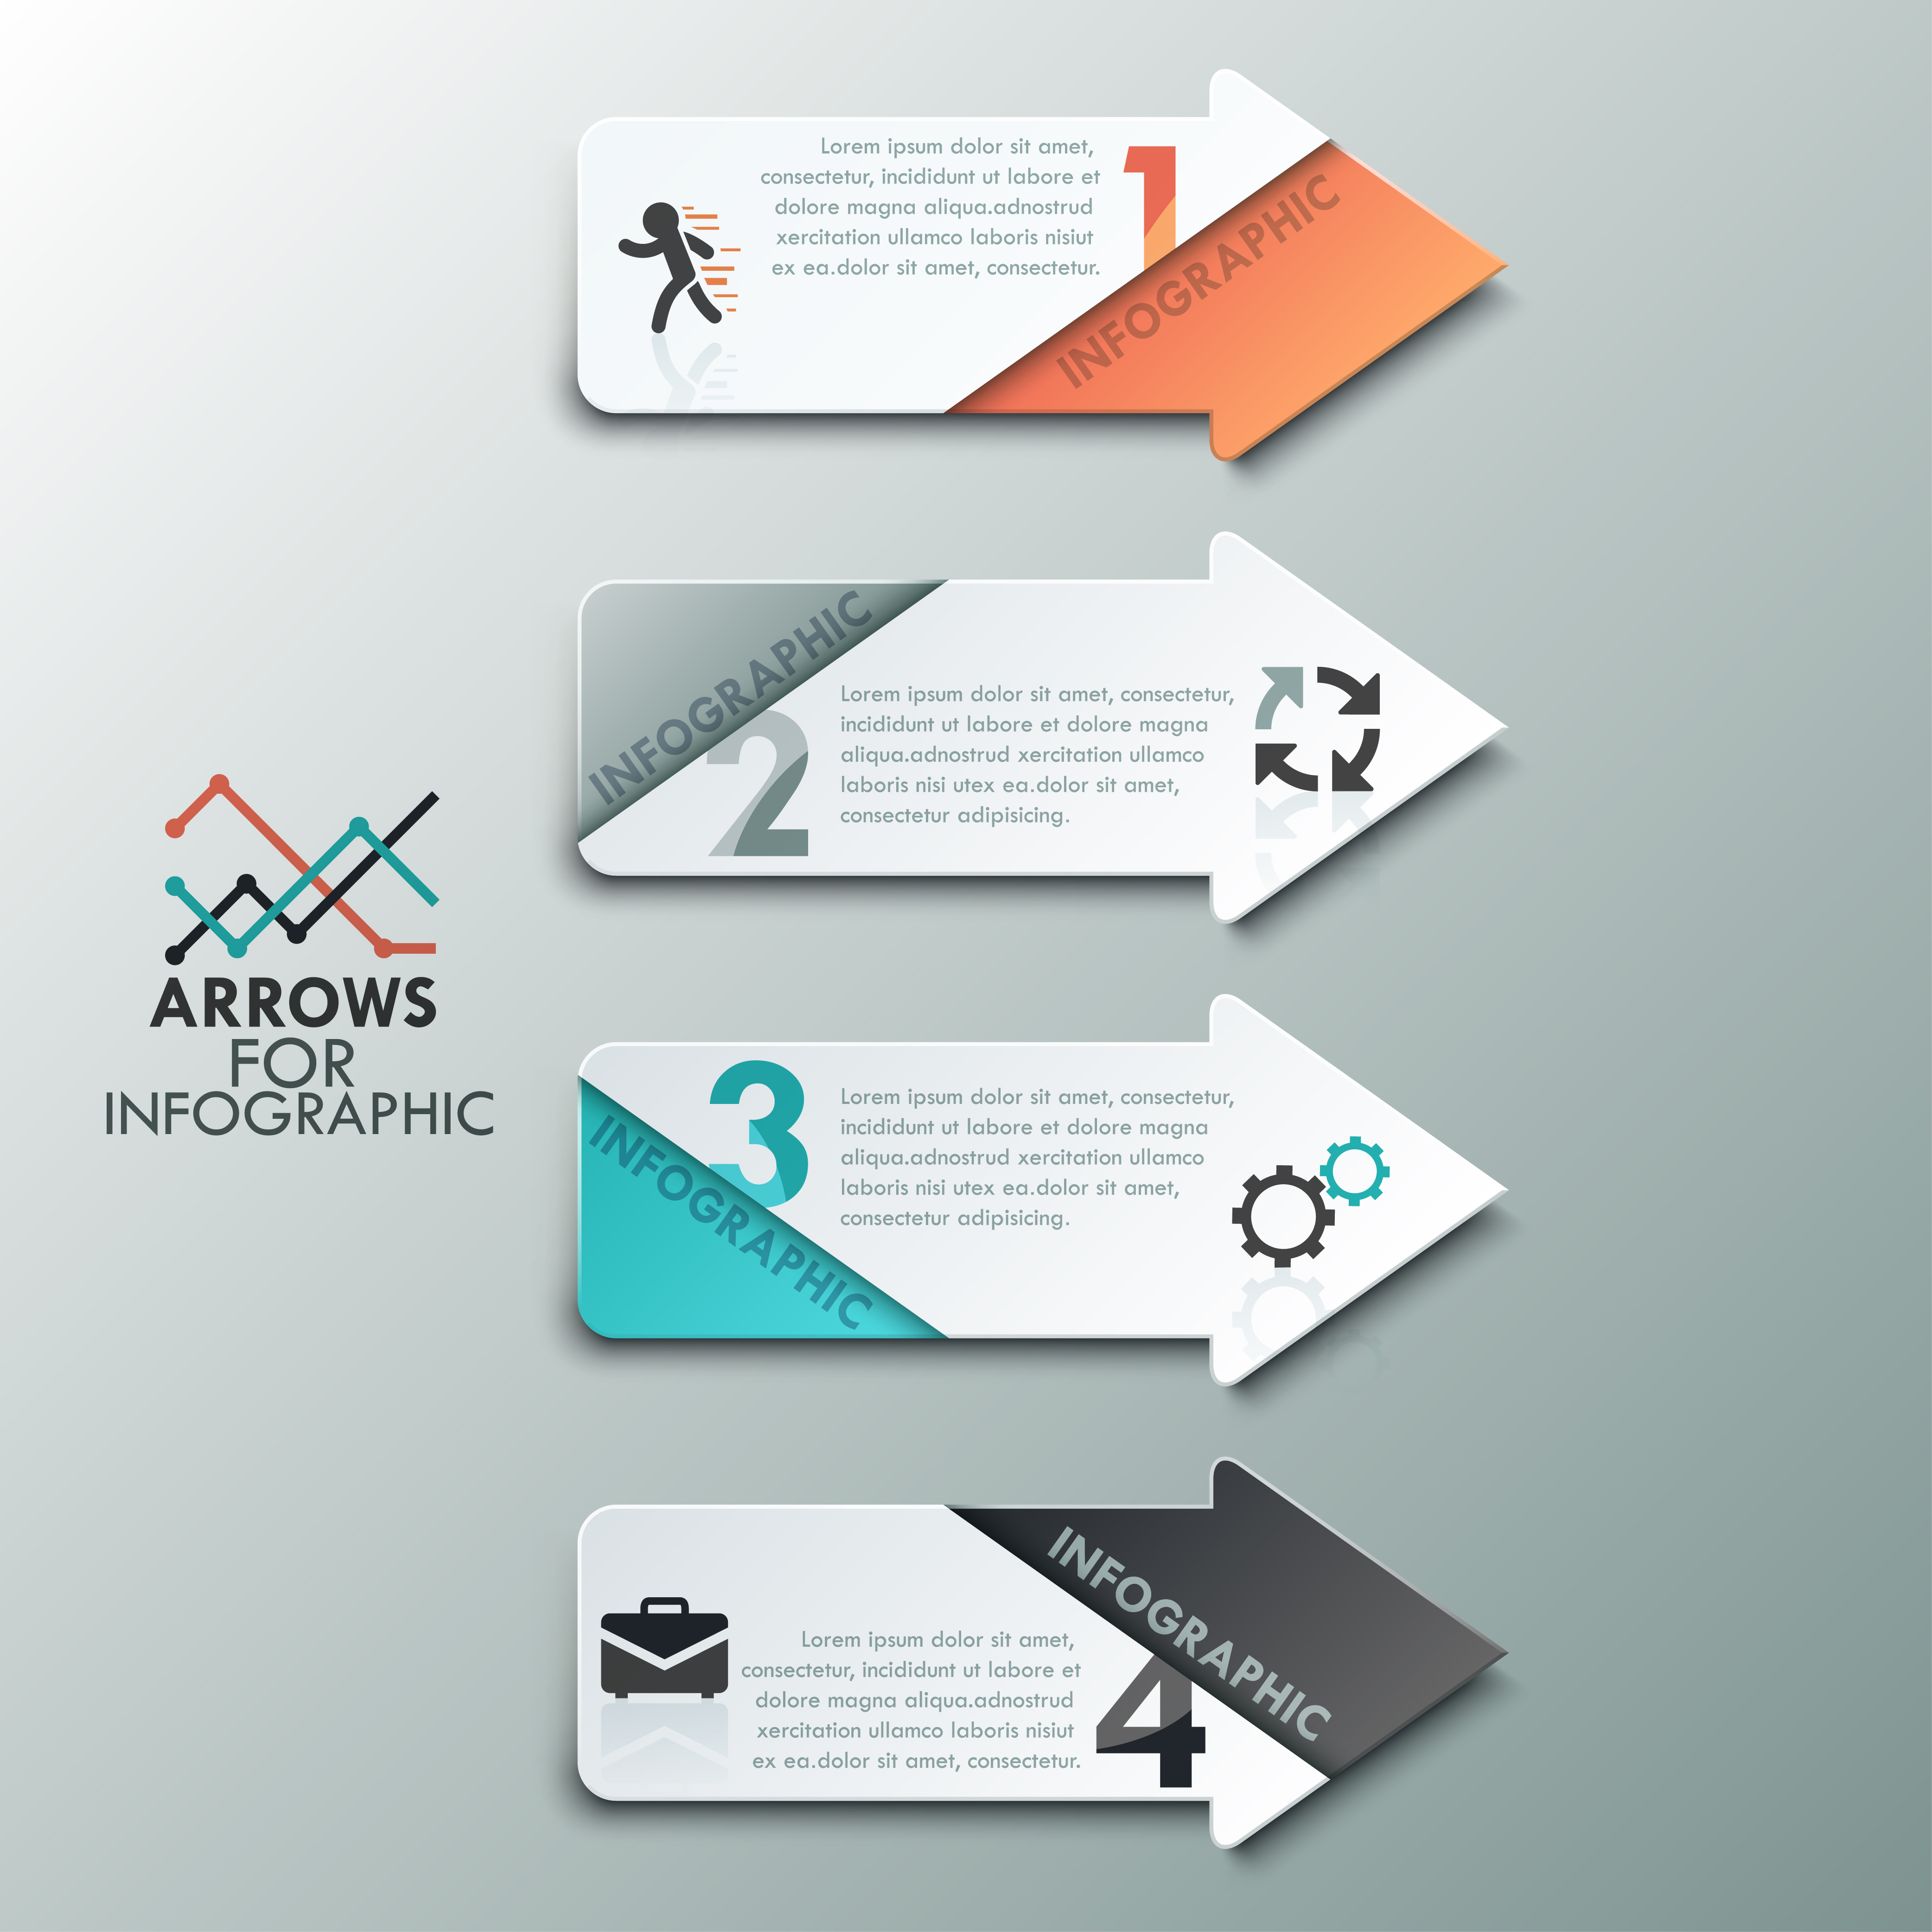 ARROWS
FOR
INFOGRAPHIC
Lorem ipsum dolor sit amet,
consectetur, incididunt ut labore et
dolore magna aliqua.adnostrud
xercitation ullamco laboris nisiut
ex ea.dolor sit amet, consectetur.
1
INFOGRAPHIC
INFOGRAPHIC
2
Lorem ipsum dolor sit amet, consectetur,
incididunt ut labore et dolore magna
aliqua.adnostrud xercitation ullamco
laboris nisi utex ea.dolor sit amet,
consectetur adipisicing.
INFOGRAPHIC
3
Lorem ipsum dolor sit amet, consectetur,
incididunt ut labore et dolore magna
aliqua.adnostrud xercitation ullamco
laboris nisi utex ea.dolor sit amet,
consectetur adipisicing.
INFOGRAPHIC
Lorem ipsum dolor sit amet,
consectetur, incididunt ut labore et
dolore magna aliqua.adnostrud
xercitation ullamco laboris nisiut
ex ea.dolor sit amet, consectetur.
4